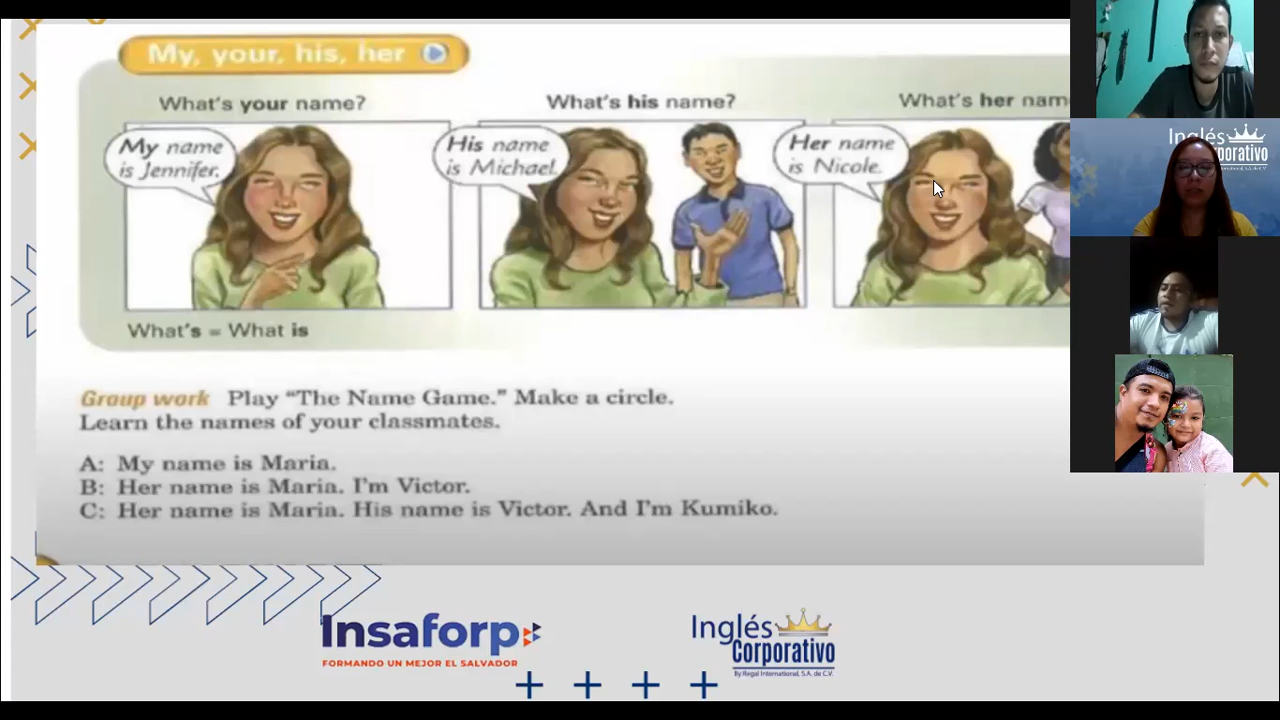 My, your, his, her
What's your name?
My name
is Jennifer.
What's his name?
His name
is Michael.
What's her nam
Her name
is Nicole.
What's = What is
Group work Play “The Name Game.” Make a circle.
Learn the names of your classmates.
A: My name is Maria.
B: Her name is Maria. I'm Victor.
C: Her name is Maria. His name is Victor. And I'm Kumiko.
Insaforp
FORMANDO UN MEJOR EL SALVADOR
Inglés
Corporativo
By Regal International, S.A. de C.V.
Inglés
Corporativo